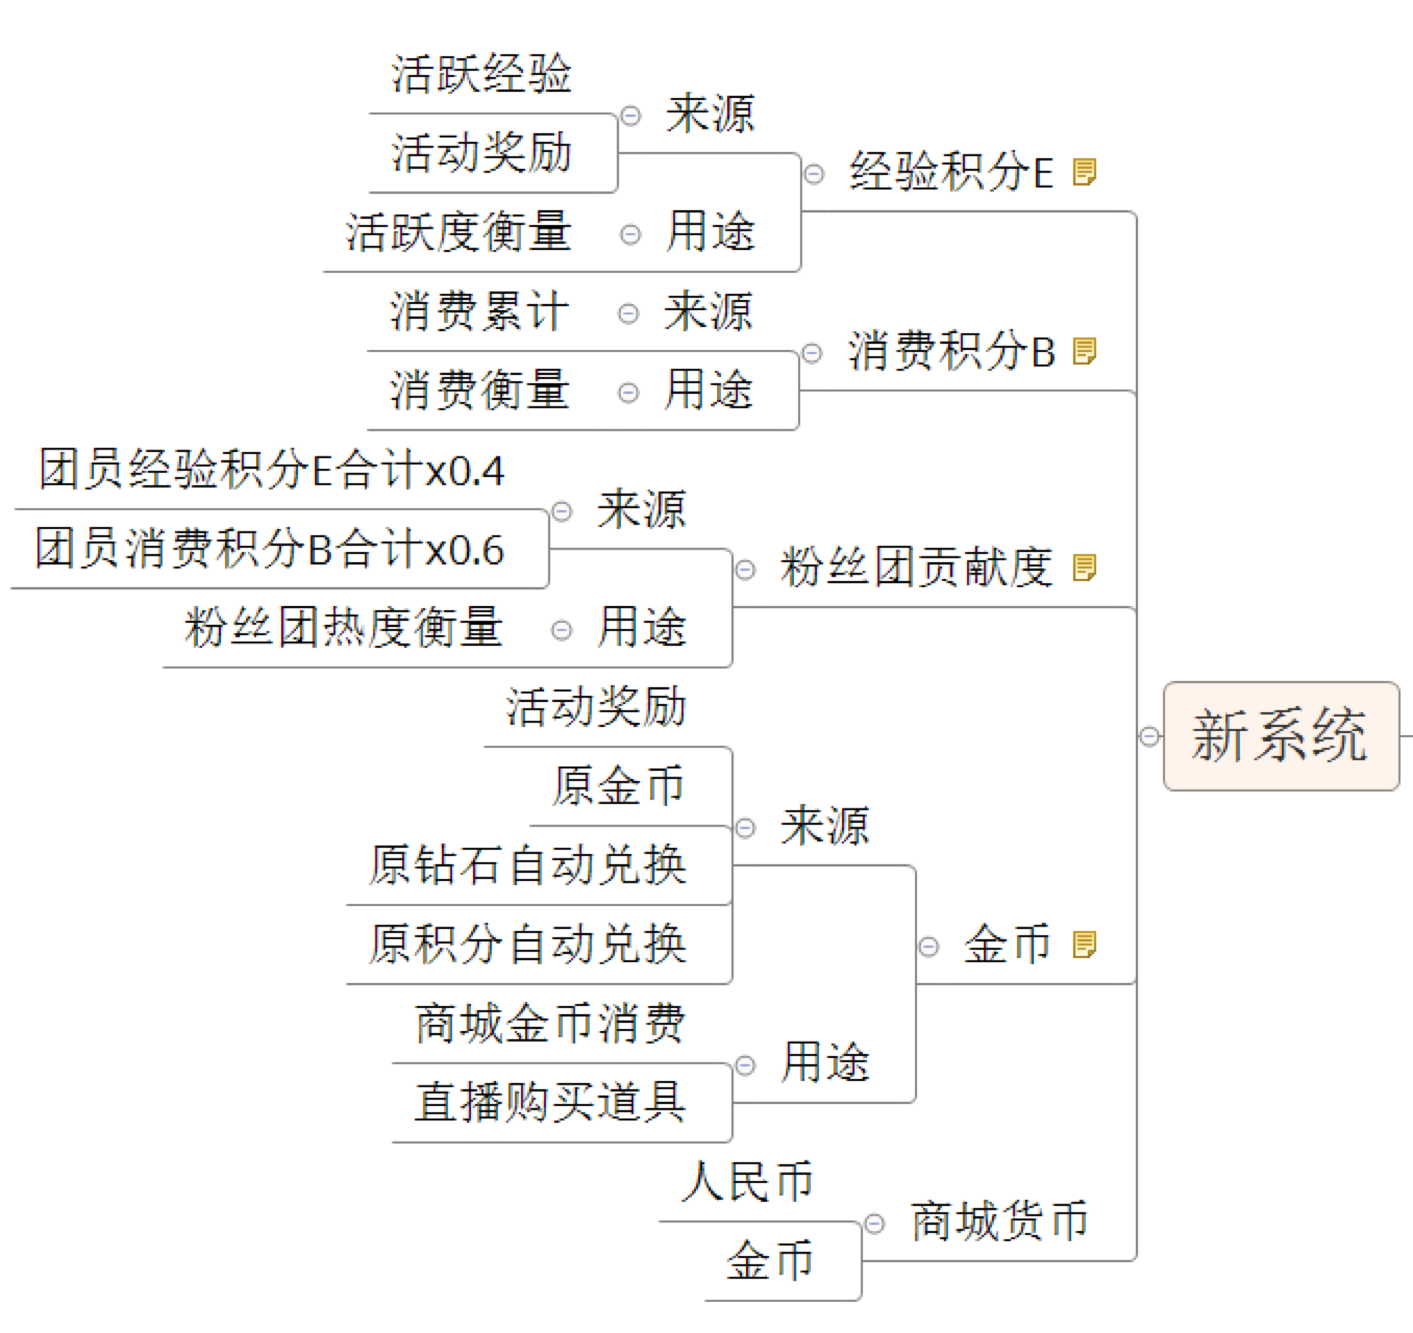 活跃经验
来源
活动奖励
经验积分E
活跃度衡量
用途
消费累计
来源
消费积分B
消费衡量
用途
团员经验积分E合计x0.4
来源
团员消费积分B合计x0.6
粉丝团贡献度
粉丝团热度衡量
用途
活动奖励
原金币
来源
原钻石自动兑换
原积分自动兑换
金币
商城金币消费
用途
直播购买道具
人民币
商城货币
金币
新系统